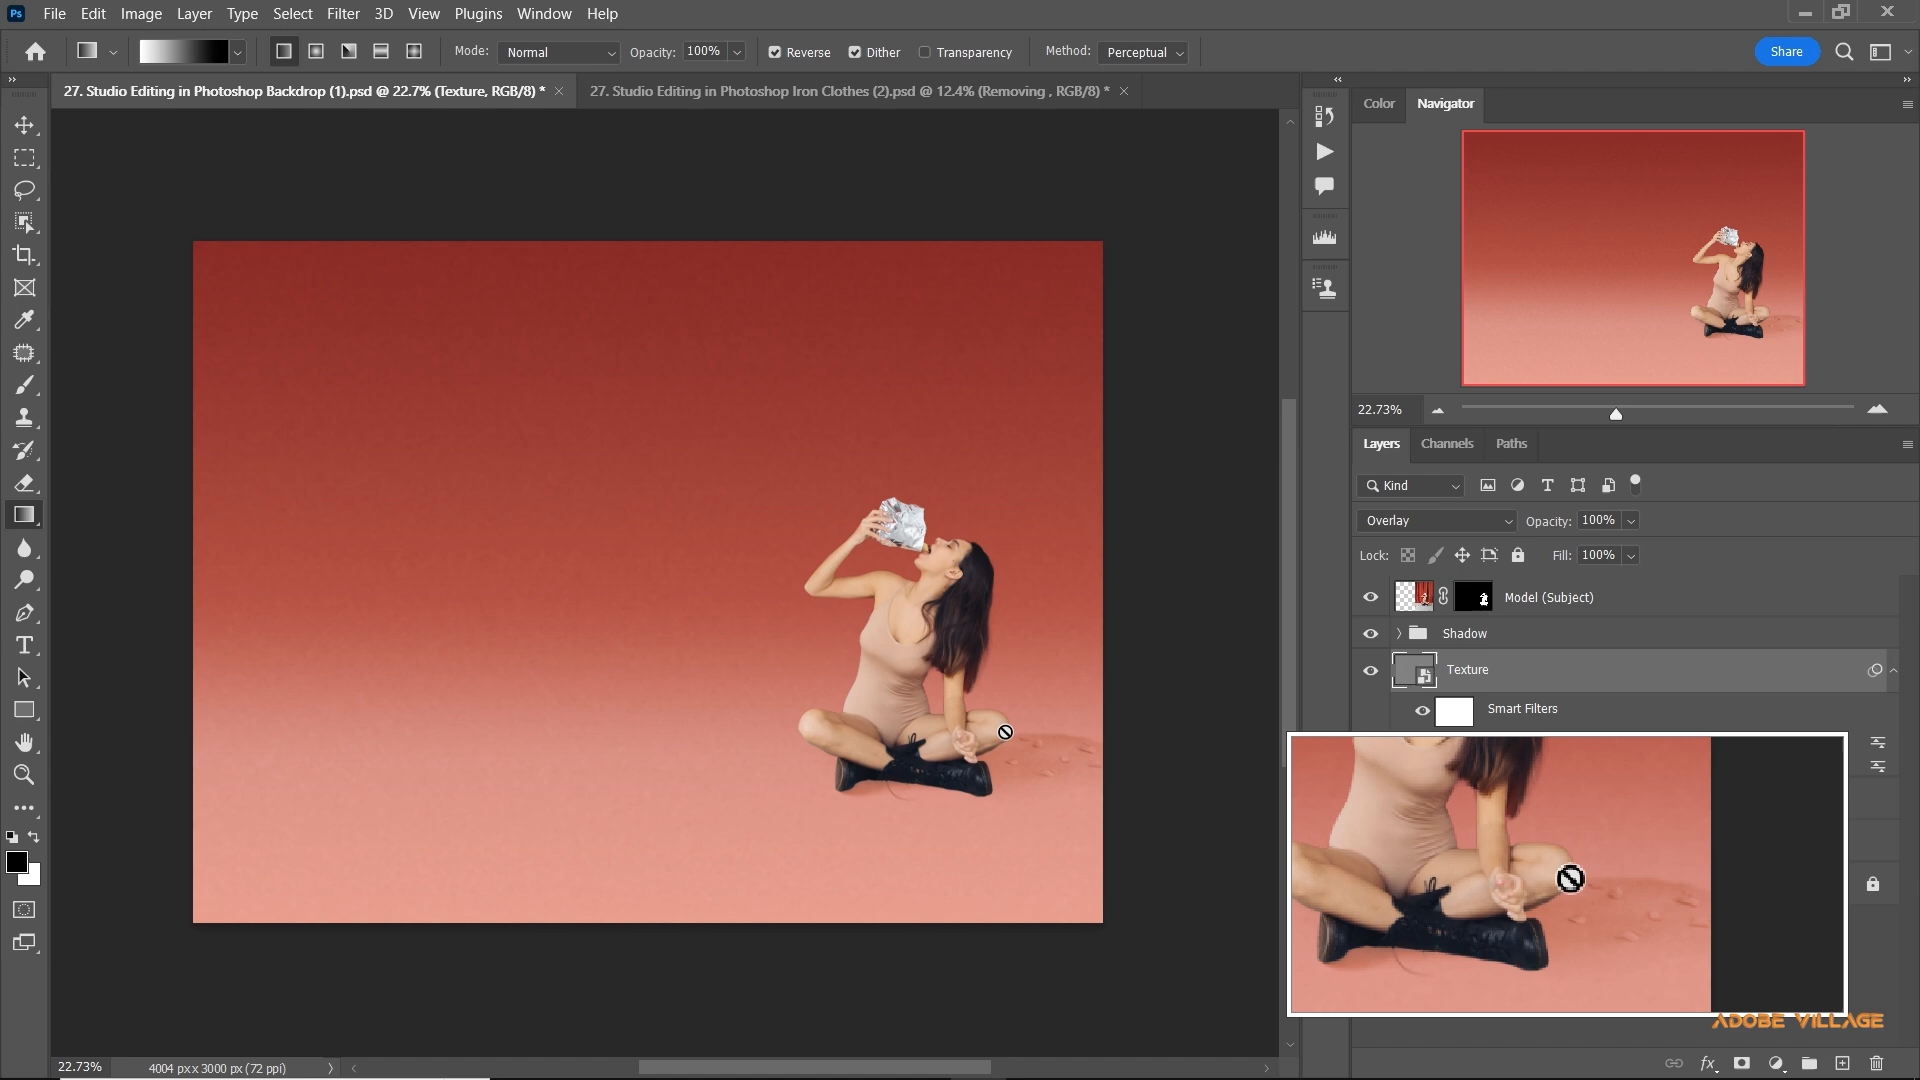 Ps File Edit Image Layer Type Select Filter 3D View Plugins Window Help
Mode: Normal Opacity: 100% Reverse Dither Transparency Method: Perceptual Share
27. Studio Editing in Photoshop Backdrop (1).psd @ 22.7% (Texture, RGB/8) *
27. Studio Editing in Photoshop Iron Clothes (2).psd @ 12.4% (Removing , RGB/8) *
Color Navigator
22.73%
Layers Channels Paths
Kind
Overlay Opacity: 100%
Lock: Fill: 100%
Model (Subject)
Shadow
Texture
Smart Filters
ADOBE VILLAGE
22.73% 4004 px x 3000 px (72 ppi)
fx